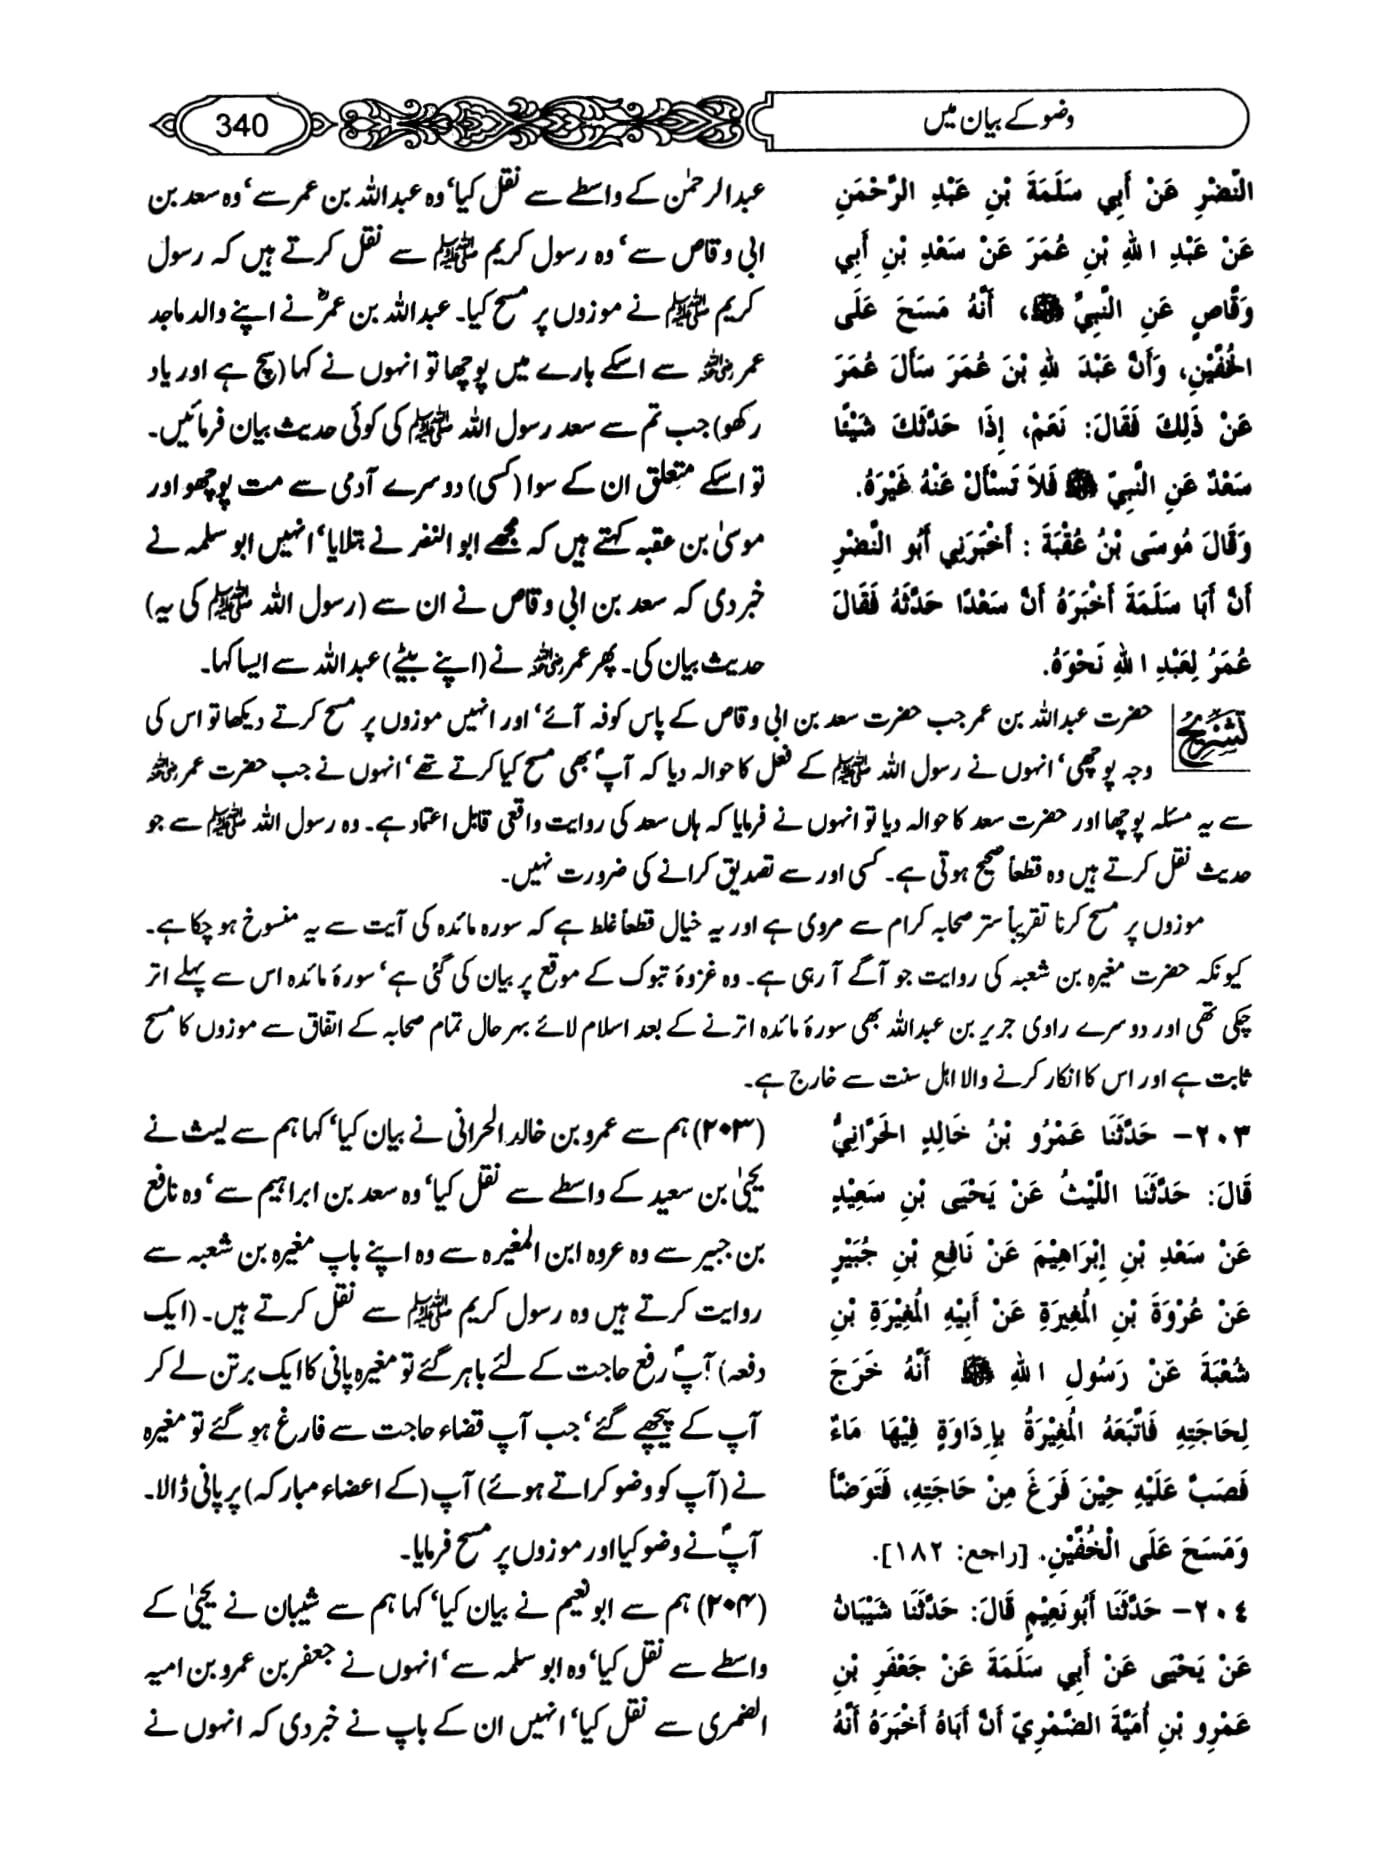 وضو کے بیان میں
340
النَّضْرِ عَنْ أَبِي سَلَمَةَ بْنِ عَبْدِ الرَّحْمَنِ
عَنْ عَبْدِ اللهِ بْنِ عُمَرَ عَنْ سَعْدِ بْنِ أَبِي
وَقَّاصٍ عَنِ النَّبِيِّ ﷺ، أَنَّهُ مَسَحَ عَلَى
الْخُفَّيْنِ، وَأَنَّ عَبْدَ للهِ بْنَ عُمَرَ سَأَلَ عُمَرَ
عَنْ ذَلِكَ فَقَالَ: نَعَمْ، إِذَا حَدَّثَكَ شَيْئًا
سَعْدٌ عَنِ النَّبِيِّ ﷺ فَلاَ تَسْأَلْ عَنْهُ غَيْرَهُ.
وَقَالَ مُوسَى بْنُ عُقْبَةَ : أَخْبَرَنِي أَبُو النَّضْرِ
أَنَّ أَبَا سَلَمَةَ أَخْبَرَهُ أَنَّ سَعْدًا حَدَّثَهُ فَقَالَ
عُمَرُ لِعَبْدِ اللهِ نَحْوَهُ.
عبدالرحمٰن کے واسطے سے نقل کیا‘ وہ عبداللہ بن عمر سے‘ وہ سعد بن
ابی وقاص سے‘ وہ رسول کریم ﷺ سے نقل کرتے ہیں کہ رسول
کریم ﷺ نے موزوں پر مسح کیا۔ عبداللہ بن عمرؓ نے اپنے والد ماجد
عمر رضی اللہ عنہ سے اسکے بارے میں پوچھا تو انہوں نے کہا (سچ ہے اور یاد
رکھو) جب تم سے سعد رسول اللہ ﷺ کی کوئی حدیث بیان فرمائیں۔
تو اسکے متعلق ان کے سوا (کسی) دوسرے آدمی سے مت پوچھو اور
موسیٰ بن عقبہ کہتے ہیں کہ مجھے ابو النضر نے بتلایا‘ انہیں ابو سلمہ نے
خبر دی کہ سعد بن ابی وقاص نے ان سے (رسول اللہ ﷺ کی یہ)
حدیث بیان کی۔ پھر عمر رضی اللہ عنہ نے (اپنے بیٹے) عبداللہ سے ایسا کہا۔
تشریح حضرت عبداللہ بن عمر جب حضرت سعد بن ابی وقاص کے پاس کوفہ آئے‘ اور انہیں موزوں پر مسح کرتے دیکھا تو اس کی
وجہ پوچھی‘ انہوں نے رسول اللہ ﷺ کے فعل کا حوالہ دیا کہ آپؐ بھی مسح کیا کرتے تھے‘ انہوں نے جب حضرت عمر رضی اللہ عنہ
سے یہ مسئلہ پوچھا اور حضرت سعد کا حوالہ دیا تو انہوں نے فرمایا کہ ہاں سعد کی روایت واقعی قابل اعتماد ہے۔ وہ رسول اللہ ﷺ سے جو
حدیث نقل کرتے ہیں وہ قطعاً صحیح ہوتی ہے۔ کسی اور سے تصدیق کرانے کی ضرورت نہیں۔
موزوں پر مسح کرنا تقریباً ستر صحابہ کرام سے مروی ہے اور یہ خیال قطعاً غلط ہے کہ سورہ مائدہ کی آیت سے یہ منسوخ ہو چکا ہے۔
کیونکہ حضرت مغیرہ بن شعبہ کی روایت جو آگے آ رہی ہے۔ وہ غزوۂ تبوک کے موقع پر بیان کی گئی ہے‘ سورۂ مائدہ اس سے پہلے اتر
چکی تھی اور دوسرے راوی جریر بن عبداللہ بھی سورۂ مائدہ اترنے کے بعد اسلام لائے بہر حال تمام صحابہ کے اتفاق سے موزوں کا مسح
ثابت ہے اور اس کا انکار کرنے والا اہل سنت سے خارج ہے۔
٢٠٣- حَدَّثَنَا عَمْرُو بْنُ خَالِدٍ الْحَرَّانِيُّ
قَالَ: حَدَّثَنَا اللَّيْثُ عَنْ يَحْيَى بْنِ سَعِيْدٍ
عَنْ سَعْدِ بْنِ إِبْرَاهِيْمَ عَنْ نَافِعِ بْنِ جُبَيْرٍ
عَنْ عُرْوَةَ بْنِ الْمُغِيرَةِ عَنْ أَبِيْهِ الْمُغِيْرَةِ بْنِ
شُعْبَةَ عَنْ رَسُولِ اللهِ ﷺ أَنَّهُ خَرَجَ
لِحَاجَتِهِ فَاتَّبَعَهُ الْمُغِيْرَةُ بِإِدَاوَةٍ فِيْهَا مَاءٌ
فَصَبَّ عَلَيْهِ حِيْنَ فَرَغَ مِنْ حَاجَتِهِ، فَتَوَضَّأَ
وَمَسَحَ عَلَى الْخُفَّيْنِ. [راجع: ١٨٢].
(۲۰۳) ہم سے عمرو بن خالد الحرانی نے بیان کیا‘ کہا ہم سے لیث نے
یحییٰ بن سعید کے واسطے سے نقل کیا‘ وہ سعد بن ابراہیم سے‘ وہ نافع
بن جبیر سے وہ عروہ ابن المغیرہ سے وہ اپنے باپ مغیرہ بن شعبہ سے
روایت کرتے ہیں وہ رسول کریم ﷺ سے نقل کرتے ہیں۔ (ایک
دفعہ) آپؐ رفع حاجت کے لئے باہر گئے تو مغیرہ پانی کا ایک برتن لے کر
آپ کے پیچھے گئے‘ جب آپ قضاء حاجت سے فارغ ہو گئے تو مغیرہ
نے (آپ کو وضو کراتے ہوئے) آپ (کے اعضاء مبارکہ) پر پانی ڈالا۔
آپؐ نے وضو کیا اور موزوں پر مسح فرمایا۔
٢٠٤- حَدَّثَنَا أَبُونَعِيْمٍ قَالَ: حَدَّثَنَا شَيْبَانُ
عَنْ يَحْيَى عَنْ أَبِي سَلَمَةَ عَنْ جَعْفَرِ بْنِ
عَمْرِو بْنِ أُمَيَّةَ الضَّمْرِيّ أَنَّ أَبَاهُ أَخْبَرَهُ أَنَّهُ
(۲۰۴) ہم سے ابو نعیم نے بیان کیا‘ کہا ہم سے شیبان نے یحییٰ کے
واسطے سے نقل کیا‘ وہ ابو سلمہ سے‘ انہوں نے جعفر بن عمرو بن امیہ
الضمری سے نقل کیا‘ انہیں ان کے باپ نے خبر دی کہ انہوں نے